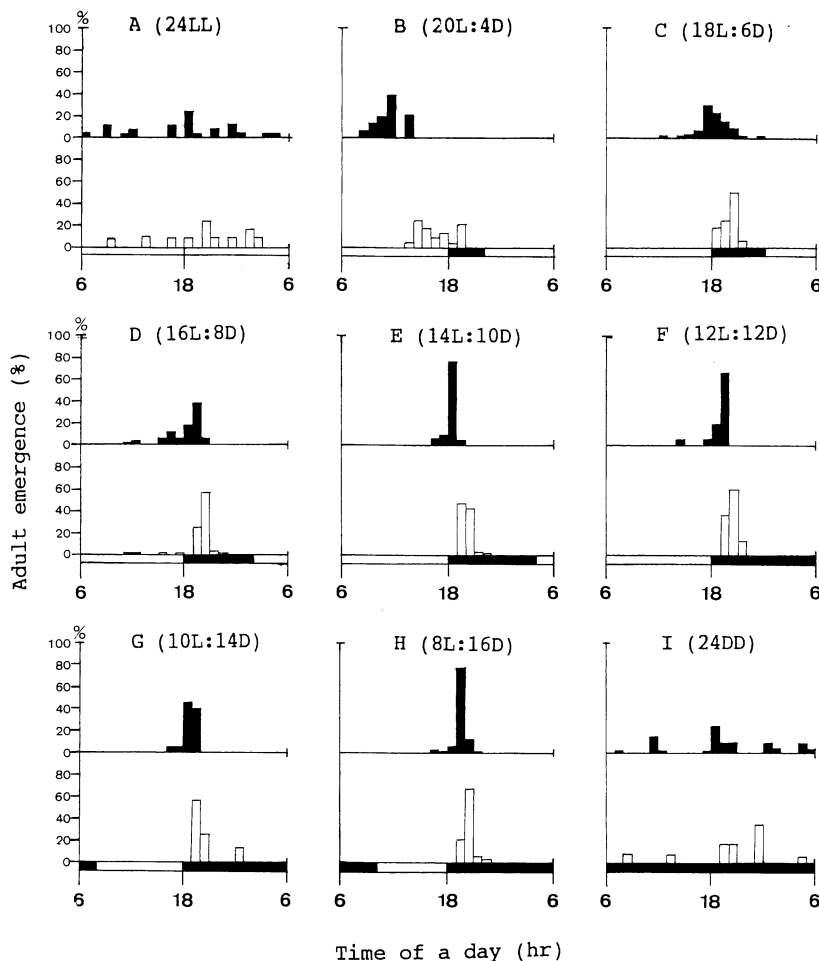 A (24LL)
B (20L:4D)
C (18L:6D)
%
100
80
60
40
20
0
80
60
40
20
0
6 18 6
6 18 6
6 18 6
D (16L:8D)
E (14L:10D)
F (12L:12D)
%
100
80
60
40
20
0
80
60
40
20
0
6 18 6
6 18 6
6 18 6
G (10L:14D)
H (8L:16D)
I (24DD)
%
100
80
60
40
20
0
80
60
40
20
0
6 18 6
6 18 6
6 18 6
Adult emergence (%)
Time of a day (hr)